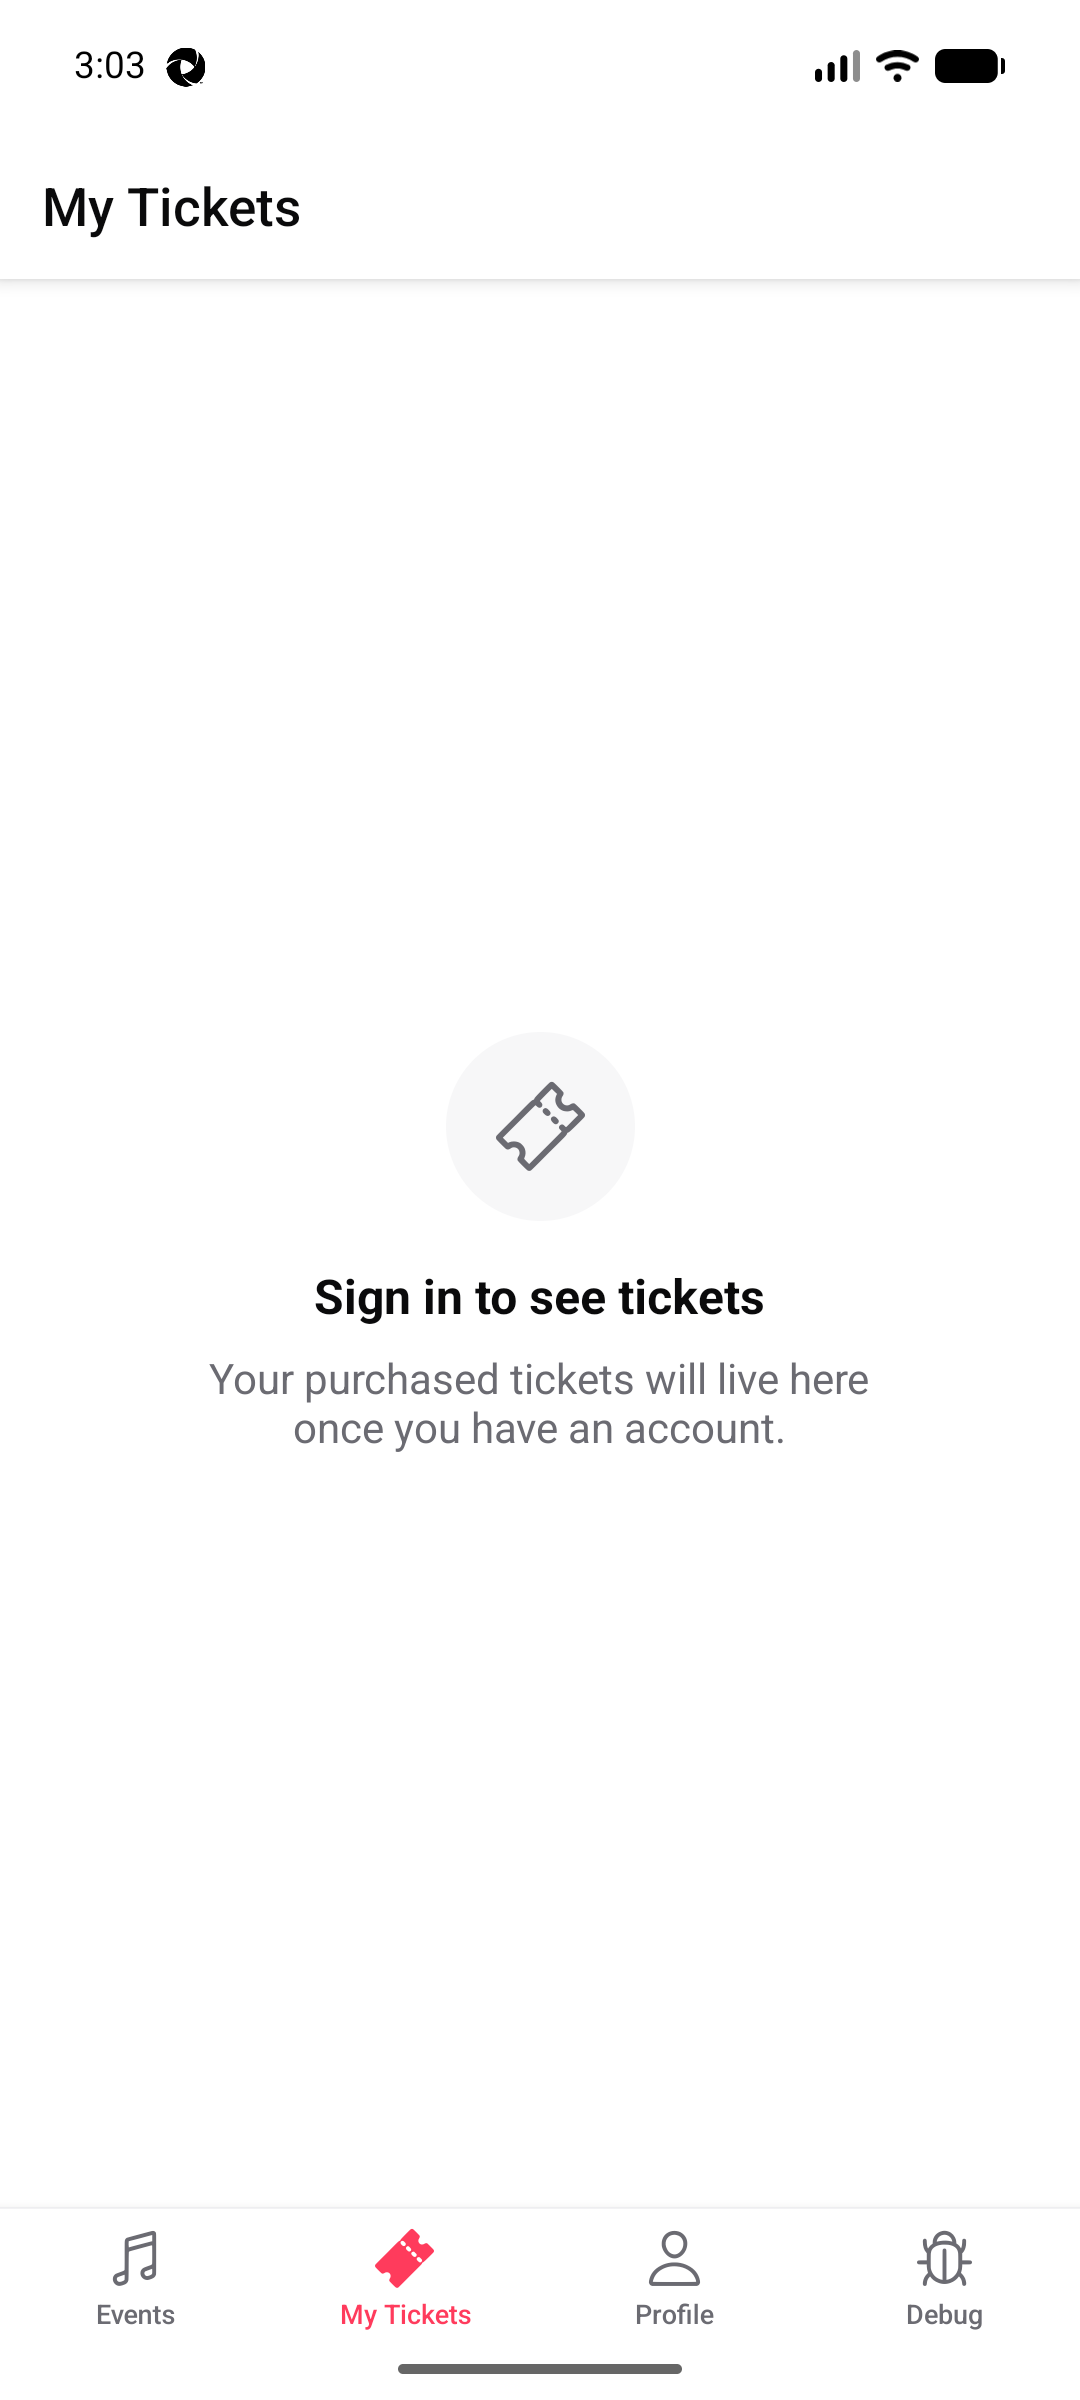 3:03
My Tickets
Sign in to see tickets
Your purchased tickets will live here
once you have an account.
Events
My Tickets
Profile
Debug